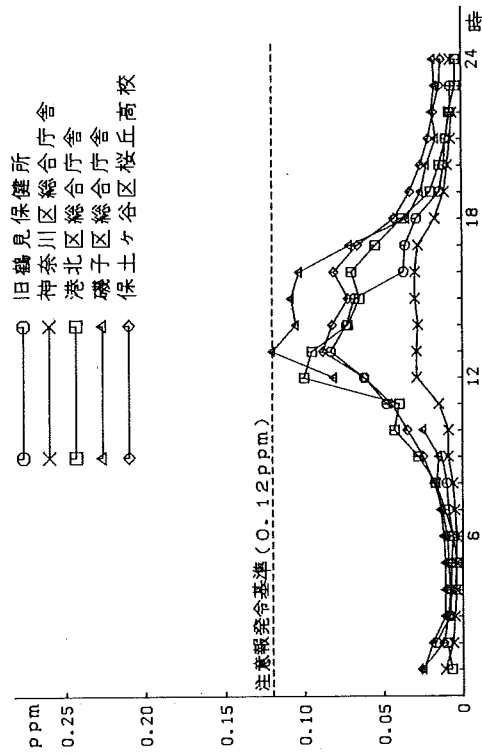 ppm
0.25
0.20
0.15
0.10
0.05
0
注意報発令基準(0.12ppm)
旧鶴見保健所
神奈川区総合庁舎
港北区総合庁舎
磯子区総合庁舎
保土ヶ谷区桜丘高校
6
12
18
24
時